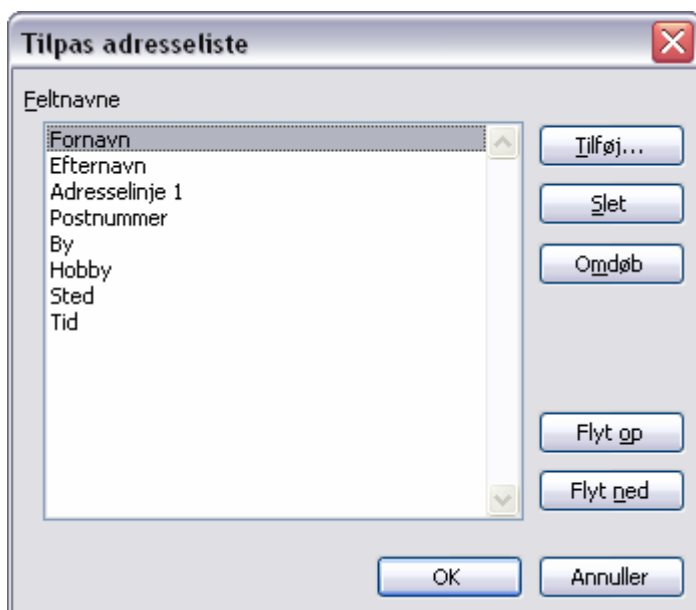 Tilpas adresseliste
Feltnavne
Fornavn
Efternavn
Adresselinje 1
Postnummer
By
Hobby
Sted
Tid
Tilføj...
Slet
Omdøb
Flyt op
Flyt ned
OK
Annuller